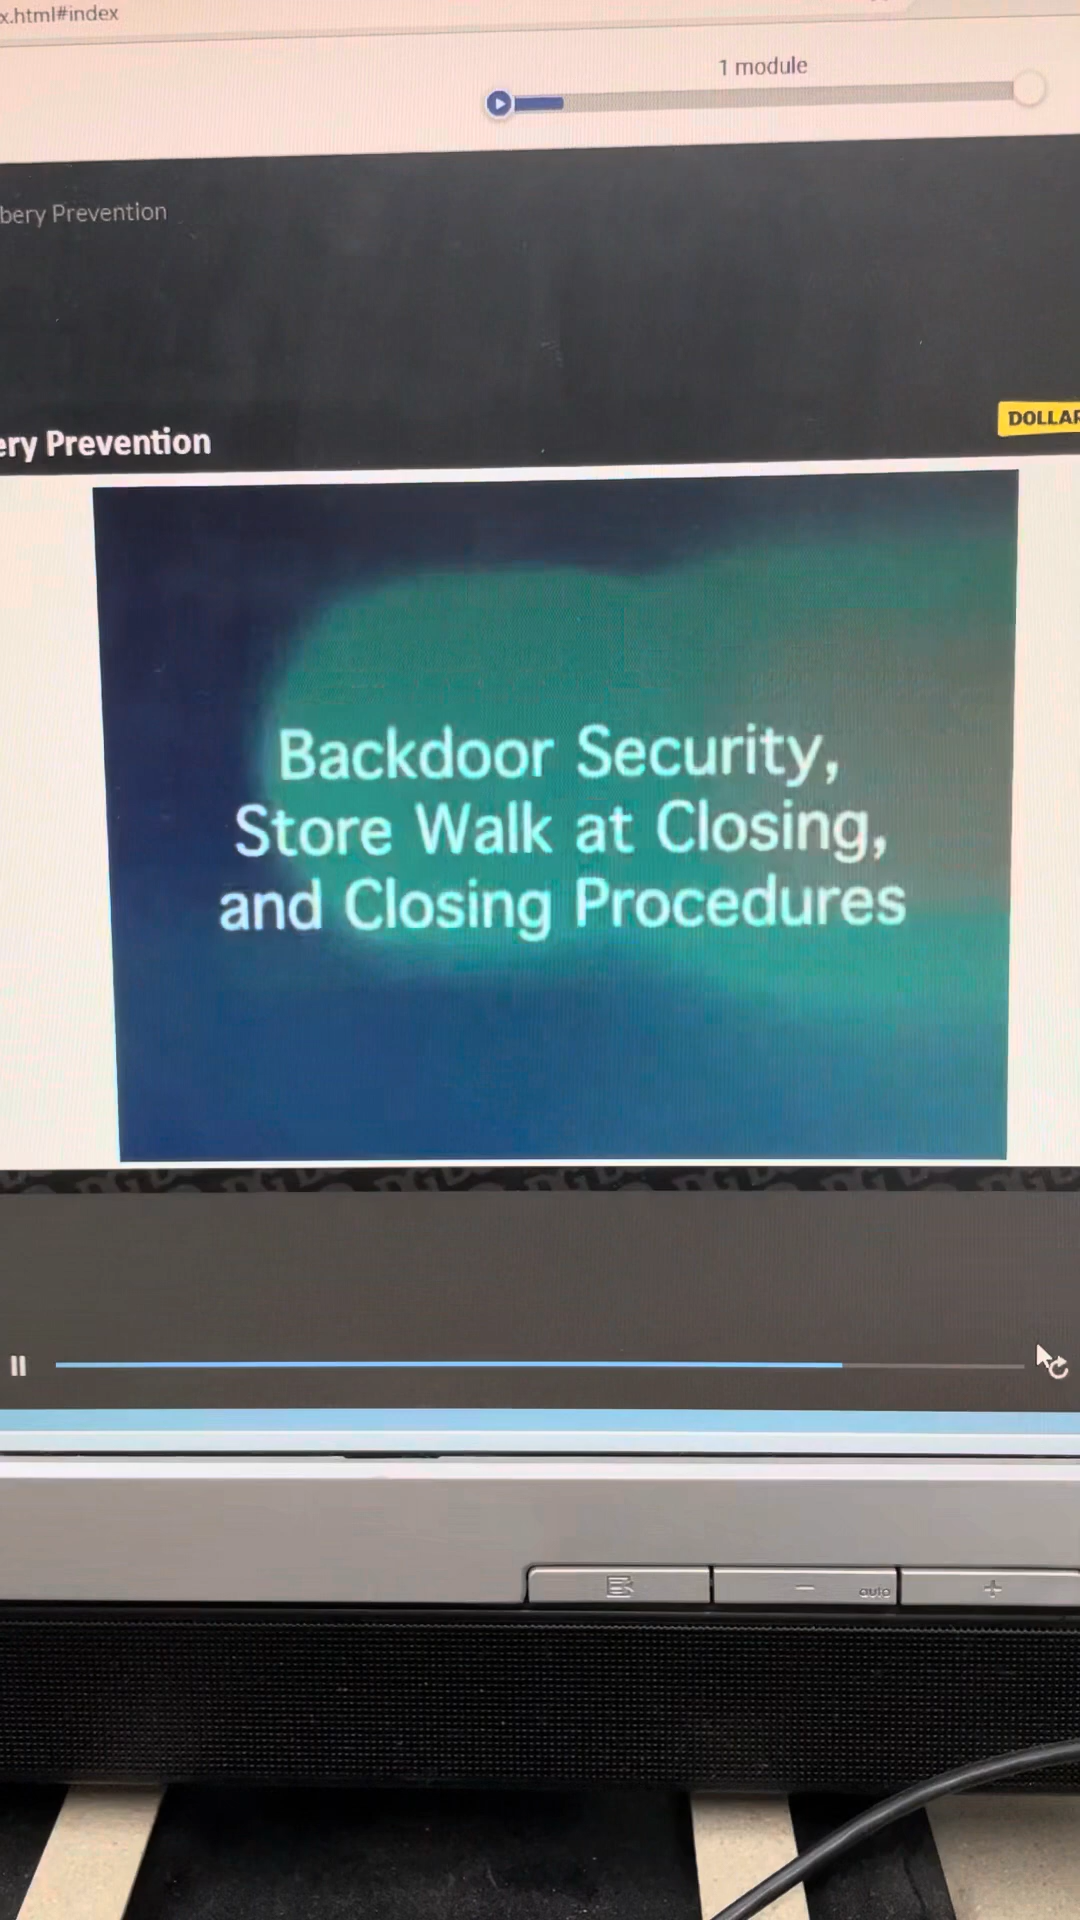 x.html#index
1 module
bery Prevention
ery Prevention
DOLLAR
Backdoor Security,
Store Walk at Closing,
and Closing Procedures
auto